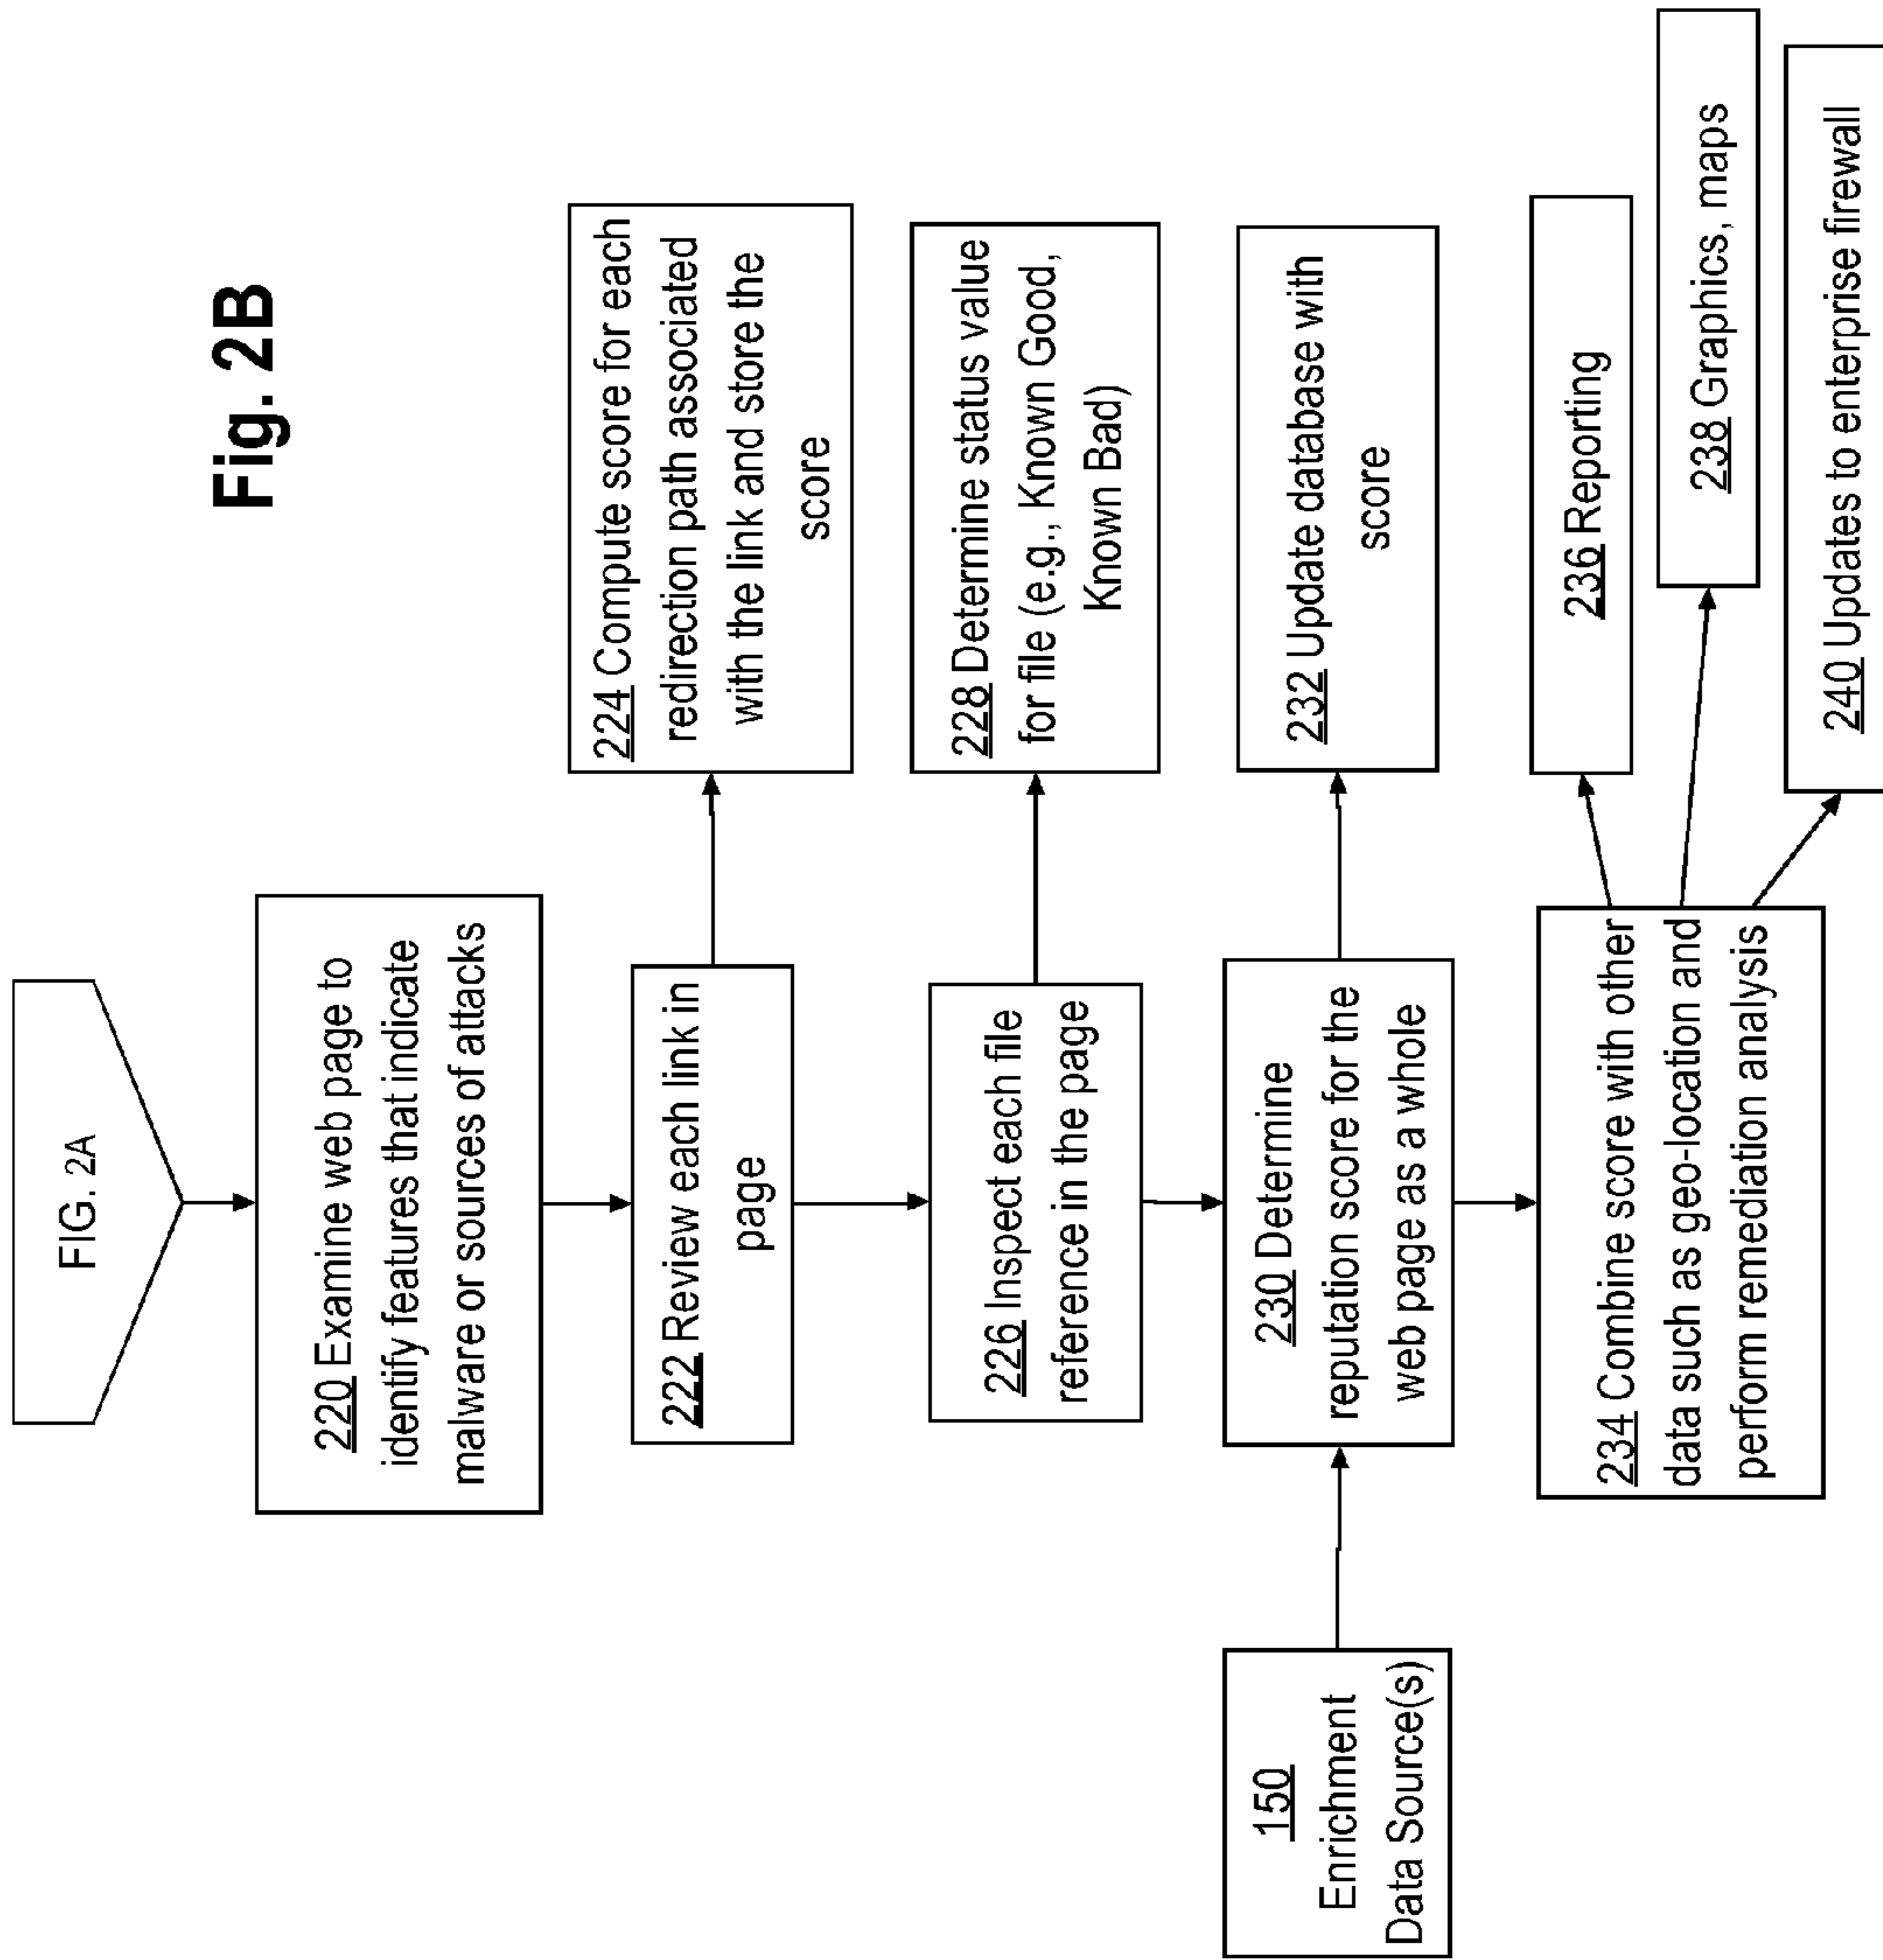 Fig. 2B
FIG. 2A
220 Examine web page to
identify features that indicate
malware or sources of attacks
222 Review each link in
page
224 Compute score for each
redirection path associated
with the link and store the
score
226 Inspect each file
reference in the page
228 Determine status value
for file (e.g., Known Good,
Known Bad)
150
Enrichment
Data Source(s)
230 Determine
reputation score for the
web page as a whole
232 Update database with
score
234 Combine score with other
data such as geo-location and
perform remediation analysis
236 Reporting
238 Graphics, maps
240 Updates to enterprise firewall